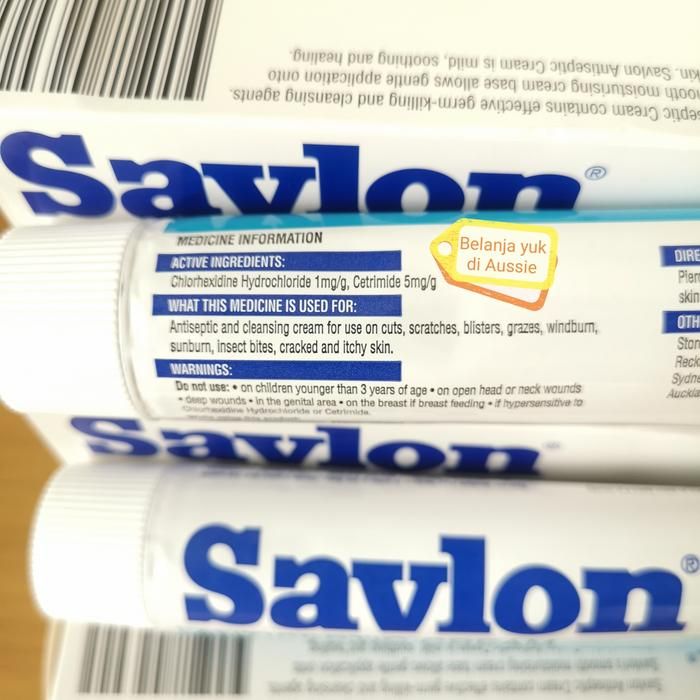 skin. Savlon Antiseptic Cream is mild, soothing and healing.
moisturising cream base allows gentle application onto
Cream contains effective germ-killing and cleansing agents.
Savlon®
MEDICINE INFORMATION
ACTIVE INGREDIENTS:
Chlorhexidine Hydrochloride 1mg/g, Cetrimide 5mg/g
WHAT THIS MEDICINE IS USED FOR:
Antiseptic and cleansing cream for use on cuts, scratches, blisters, grazes, windburn,
sunburn, insect bites, cracked and itchy skin.
WARNINGS:
Do not use: • on children younger than 3 years of age • on open head or neck wounds
• deep wounds • in the genital area • on the breast if breast feeding • if hypersensitive to
Chlorhexidine Hydrochloride or Cetrimide.
Belanja yuk
di Aussie
DIRE
skin
OTH
Stor
Reck
Sydn
Auckla
Savlon
Savlon®